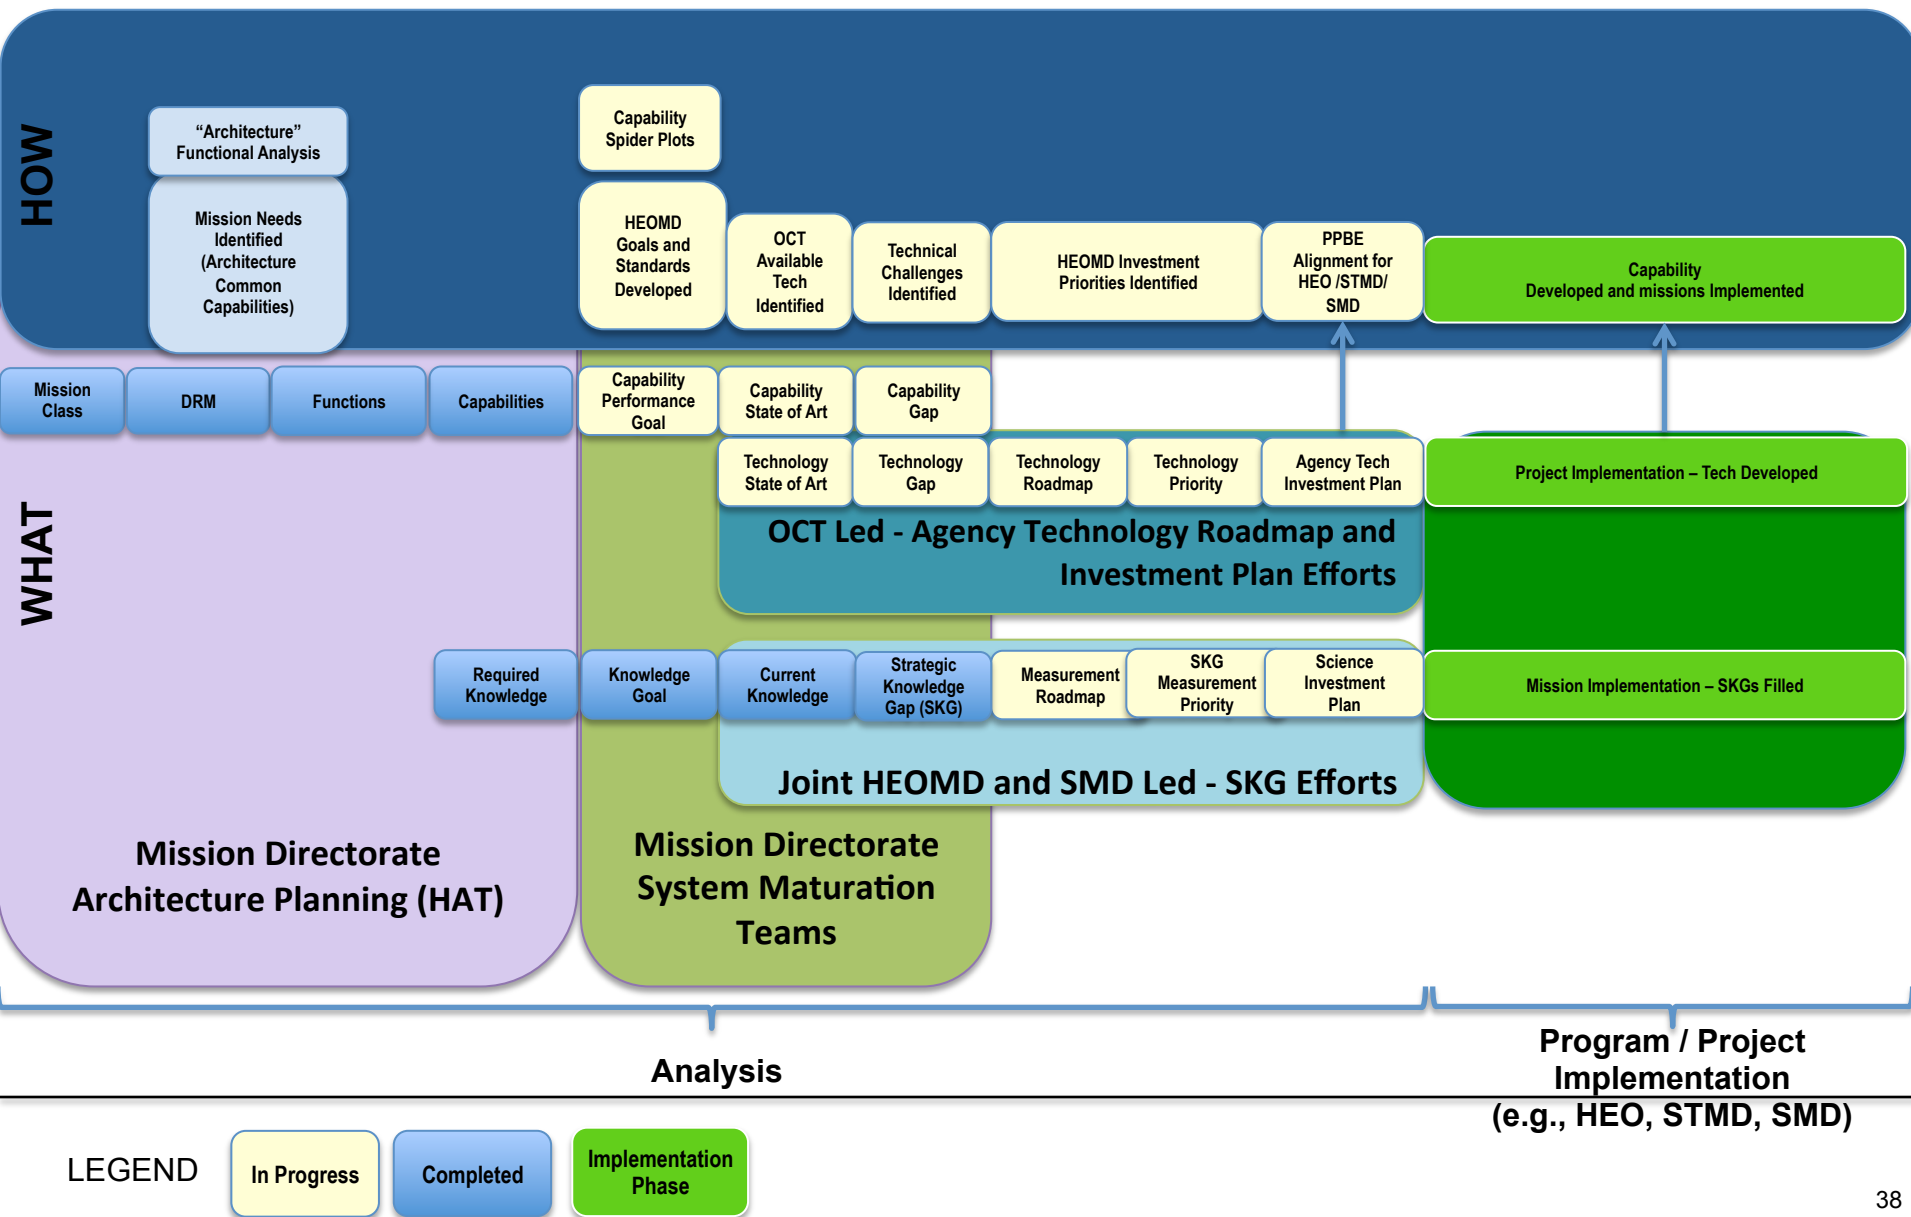 HOW
“Architecture”
Functional Analysis
Mission Needs
Identified
(Architecture
Common
Capabilities)
Capability
Spider Plots
HEOMD
Goals and
Standards
Developed
OCT
Available
Tech
Identified
Technical
Challenges
Identified
HEOMD Investment
Priorities Identified
PPBE
Alignment for
HEO /STMD/
SMD
Capability
Developed and missions Implemented
WHAT
Mission
Class
DRM
Functions
Capabilities
Capability
Performance
Goal
Capability
State of Art
Capability
Gap
Technology
State of Art
Technology
Gap
Technology
Roadmap
Technology
Priority
Agency Tech
Investment Plan
Project Implementation – Tech Developed
OCT Led - Agency Technology Roadmap and
Investment Plan Efforts
Required
Knowledge
Knowledge
Goal
Current
Knowledge
Strategic
Knowledge
Gap (SKG)
Measurement
Roadmap
SKG
Measurement
Priority
Science
Investment
Plan
Mission Implementation – SKGs Filled
Joint HEOMD and SMD Led - SKG Efforts
Mission Directorate
Architecture Planning (HAT)
Mission Directorate
System Maturation
Teams
Analysis
Program / Project
Implementation
(e.g., HEO, STMD, SMD)
LEGEND
In Progress
Completed
Implementation
Phase
38